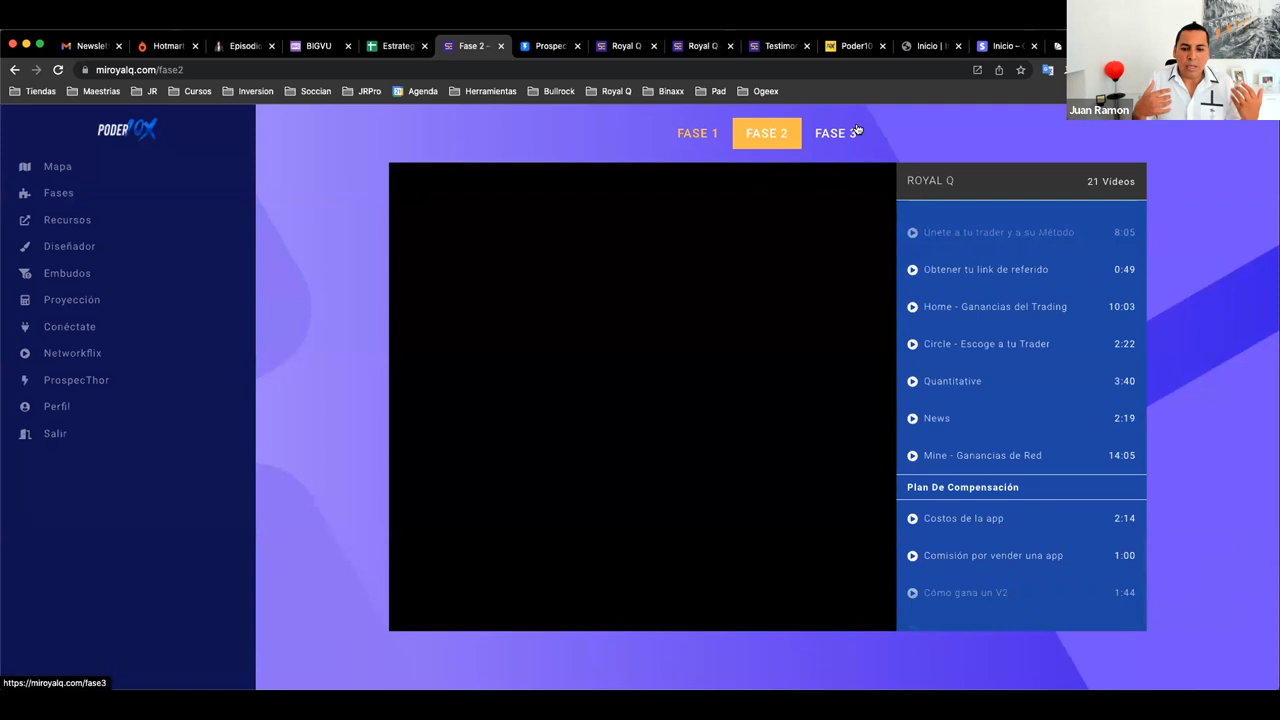 Newslet
Hotmart
Episodio
BIGVU
Estrateg
Fase 2 –
Prospec
Royal Q
Royal Q
Testimo
Poder10
Inicio | In
Inicio –
miroyalq.com/fase2
Tiendas
Maestrias
JR
Cursos
Inversion
Soccian
JRPro
Agenda
Herramientas
Bullrock
Royal Q
Binaxx
Pad
Ogeex
Juan Ramon
PODER10X
Mapa
Fases
Recursos
Diseñador
Embudos
Proyección
Conéctate
Networkflix
ProspecThor
Perfil
Salir
FASE 1
FASE 2
FASE 3
ROYAL Q
21 Vídeos
Únete a tu trader y a su Método 8:05
Obtener tu link de referido 0:49
Home - Ganancias del Trading 10:03
Circle - Escoge a tu Trader 2:22
Quantitative 3:40
News 2:19
Mine - Ganancias de Red 14:05
Plan De Compensación
Costos de la app 2:14
Comisión por vender una app 1:00
Cómo gana un V2 1:44
https://miroyalq.com/fase3